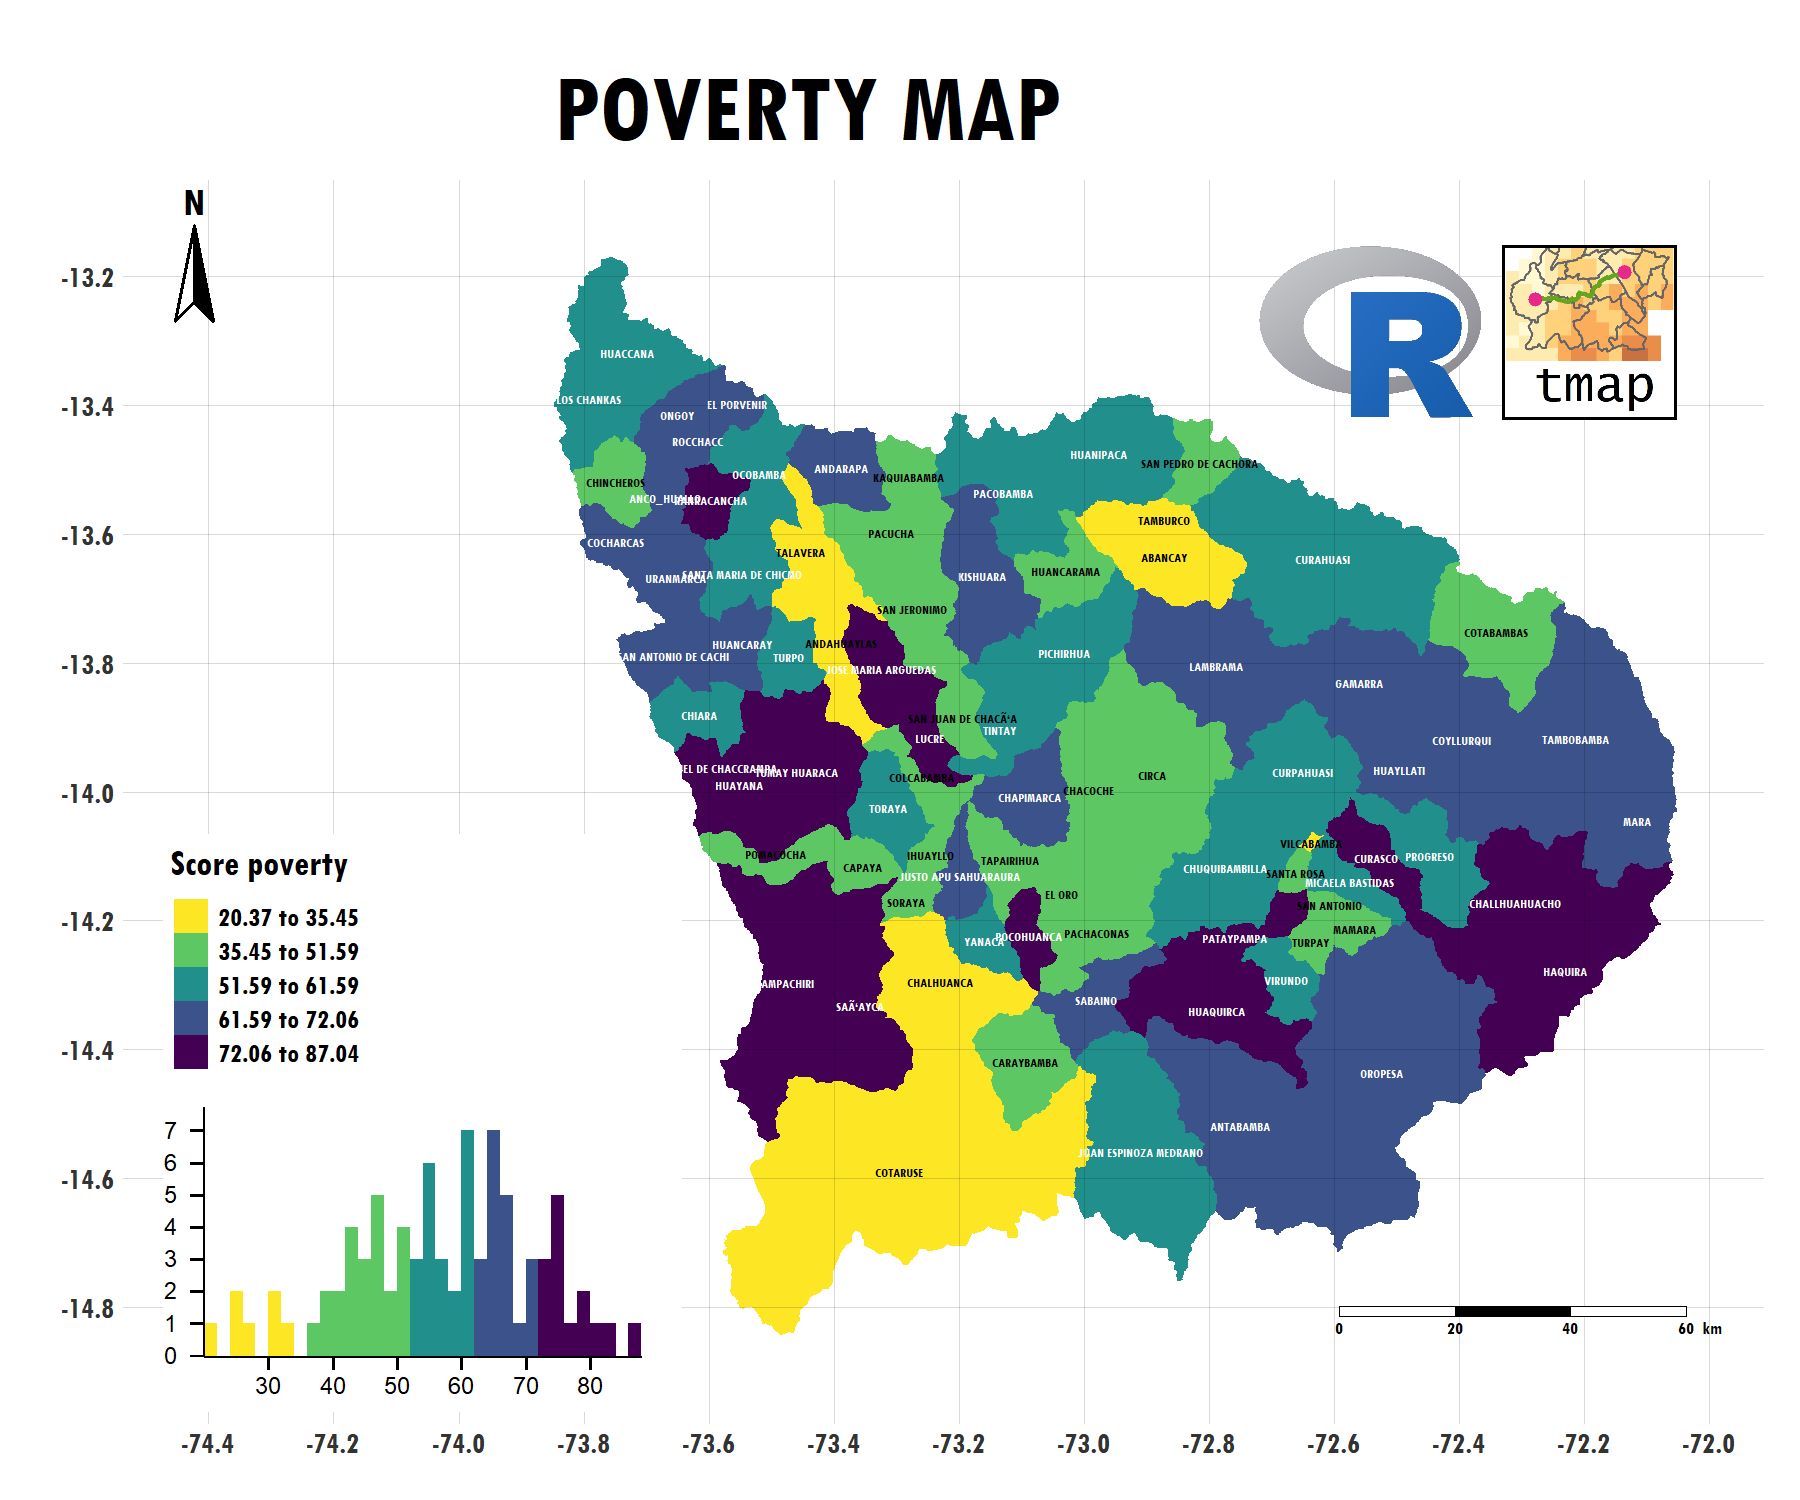 POVERTY MAP
N
-13.2
-13.4
-13.6
-13.8
-14.0
-14.2
-14.4
-14.6
-14.8
R
tmap
HUACCANA
LOS CHANKAS
EL PORVENIR
ONGOY
ROCCHACC
OCOBAMBA
ANDARAPA
KAQUIABAMBA
HUANIPACA
SAN PEDRO DE CACHORA
CHINCHEROS
ANCO_HUALLO
RANRACANCHA
PACOBAMBA
TAMBURCO
PACUCHA
COCHARCAS
TALAVERA
ABANCAY
CURAHUASI
URANMARCA
SANTA MARIA DE CHICMO
KISHUARA
HUANCARAMA
SAN JERONIMO
COTABAMBAS
HUANCARAY
ANDAHUAYLAS
SAN ANTONIO DE CACHI
TURPO
PICHIRHUA
JOSE MARIA ARGUEDAS
LAMBRAMA
GAMARRA
CHIARA
SAN JUAN DE CHACÃ‘A
TINTAY
LUCRE
COYLLURQUI
TAMBOBAMBA
BEL DE CHACCRAMPA
TUMAY HUARACA
HUAYANA
COLCABAMBA
CIRCA
CURPAHUASI
HUAYLLATI
CHACOCHE
CHAPIMARCA
TORAYA
MARA
VILCABAMBA
POMACOCHA
CAPAYA
IHUAYLLO
TAPAIRIHUA
CURASCO
PROGRESO
JUSTO APU SAHUARAURA
CHUQUIBAMBILLA
SANTA ROSA
MICAELA BASTIDAS
EL ORO
SORAYA
SAN ANTONIO
CHALLHUAHUACHO
YANACA
POCOHUANCA
PACHACONAS
PATAYPAMPA
TURPAY
MAMARA
AMPACHIRI
CHALHUANCA
VIRUNDO
HAQUIRA
SAÃ‘AYCA
SABAINO
HUAQUIRCA
CARAYBAMBA
OROPESA
ANTABAMBA
JUAN ESPINOZA MEDRANO
COTARUSE
Score poverty
20.37 to 35.45
35.45 to 51.59
51.59 to 61.59
61.59 to 72.06
72.06 to 87.04
7
6
5
4
3
2
1
0
30 40 50 60 70 80
0 20 40 60 km
-74.4 -74.2 -74.0 -73.8 -73.6 -73.4 -73.2 -73.0 -72.8 -72.6 -72.4 -72.2 -72.0